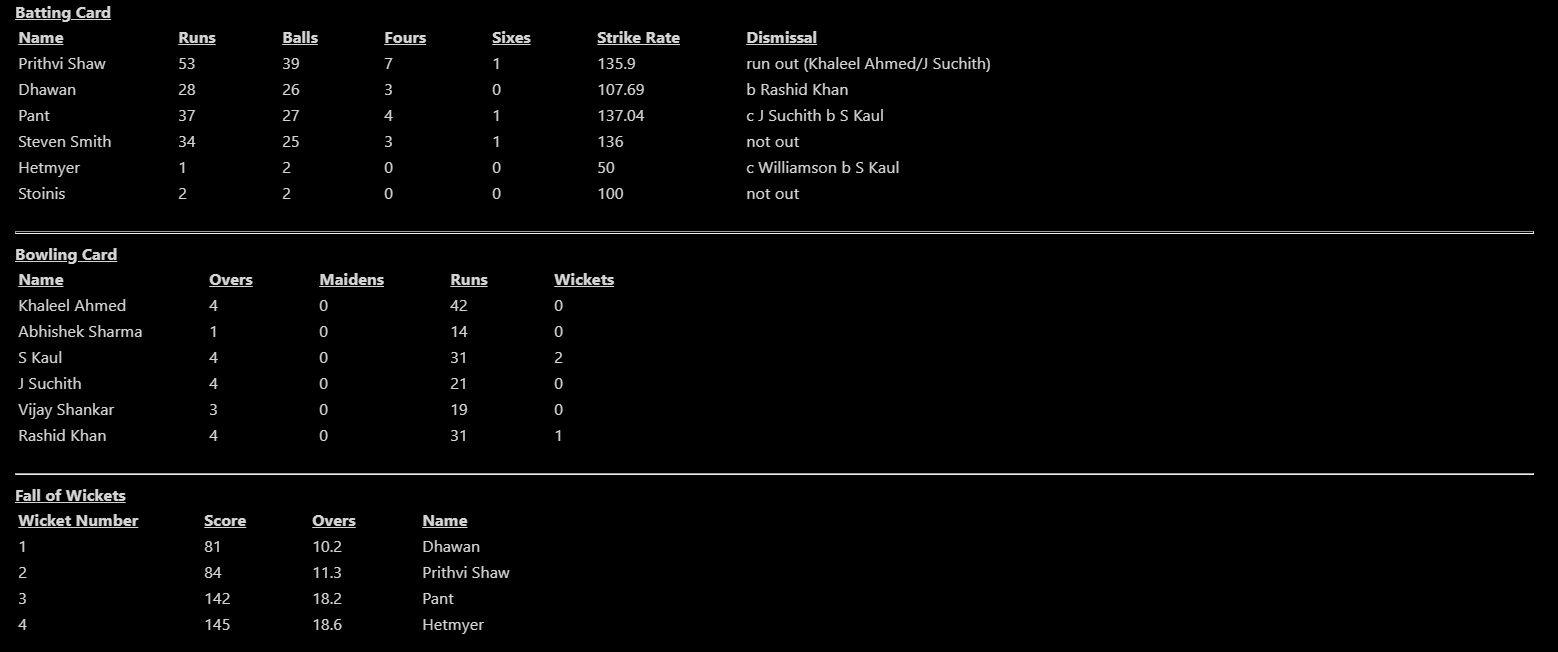 Batting Card
Name Runs Balls Fours Sixes Strike Rate Dismissal
Prithvi Shaw 53 39 7 1 135.9 run out (Khaleel Ahmed/J Suchith)
Dhawan 28 26 3 0 107.69 b Rashid Khan
Pant 37 27 4 1 137.04 c J Suchith b S Kaul
Steven Smith 34 25 3 1 136 not out
Hetmyer 1 2 0 0 50 c Williamson b S Kaul
Stoinis 2 2 0 0 100 not out
Bowling Card
Name Overs Maidens Runs Wickets
Khaleel Ahmed 4 0 42 0
Abhishek Sharma 1 0 14 0
S Kaul 4 0 31 2
J Suchith 4 0 21 0
Vijay Shankar 3 0 19 0
Rashid Khan 4 0 31 1
Fall of Wickets
Wicket Number Score Overs Name
1 81 10.2 Dhawan
2 84 11.3 Prithvi Shaw
3 142 18.2 Pant
4 145 18.6 Hetmyer